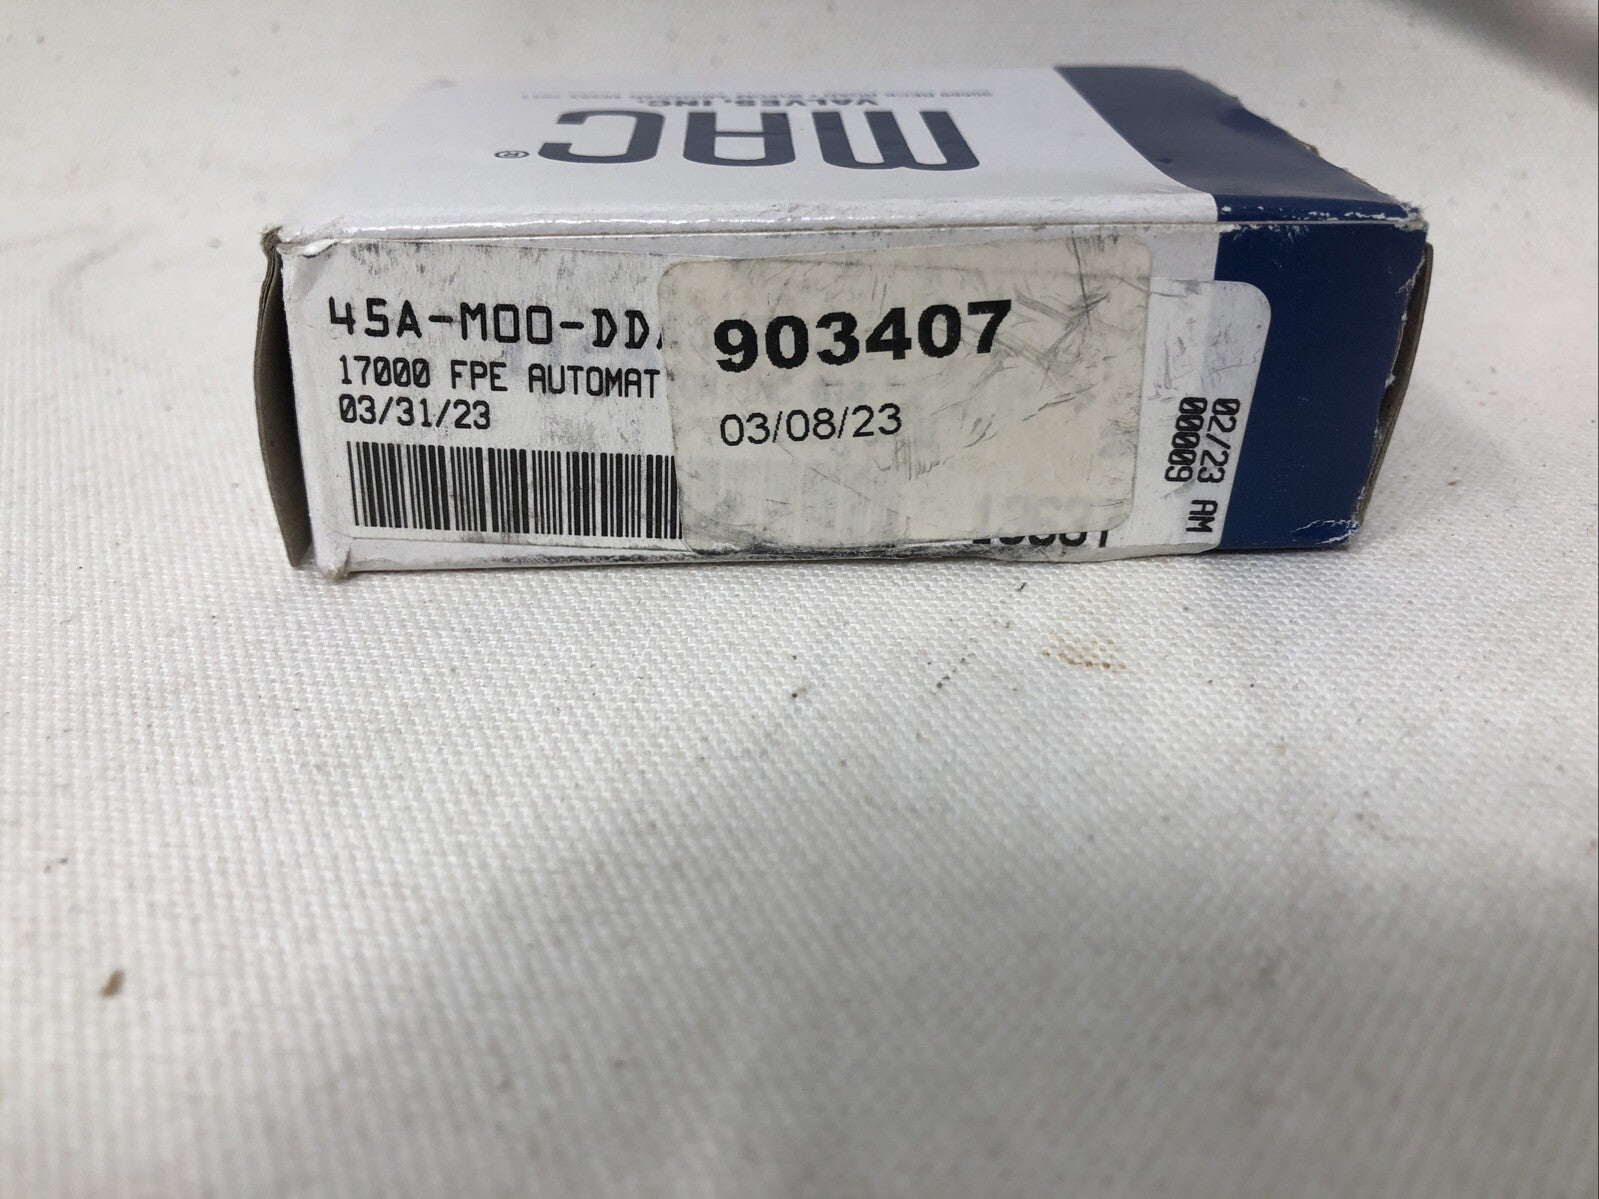 MAC®
VALVES, INC.
45A-M00-DD
17000 FPE AUTOMAT
03/31/23
903407
03/08/23
02/23 AM
000009